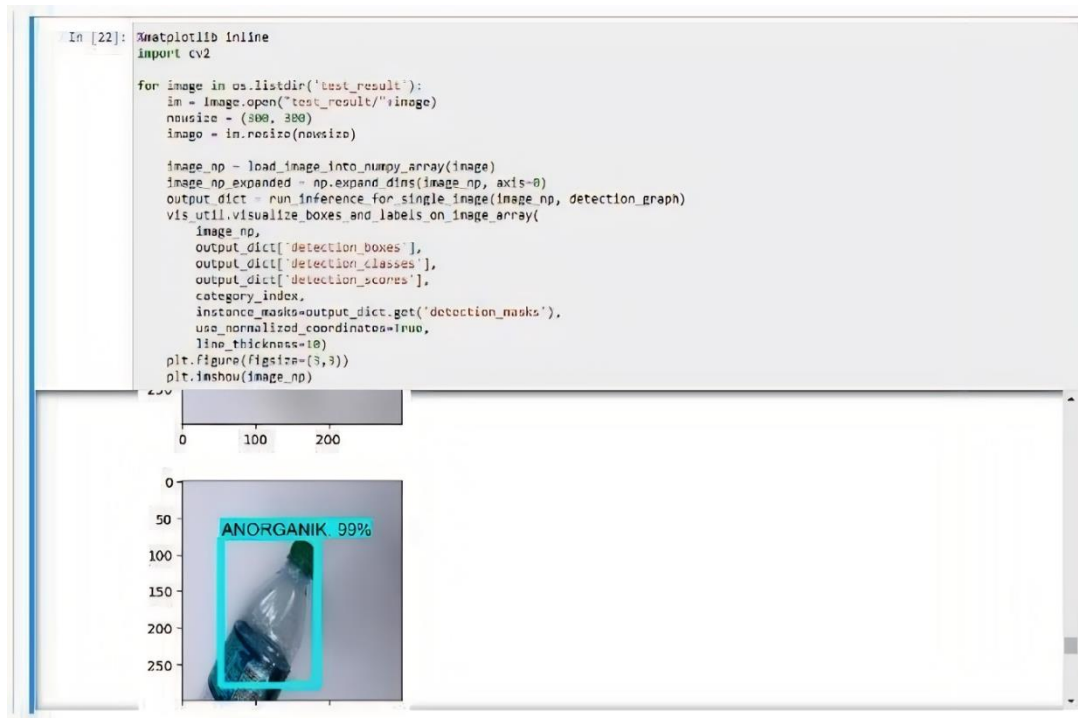 In [22]: %matplotlib inline
import cv2
for image in os.listdir('test_result'):
im = Image.open("test_result/"+image)
newsize = (300, 300)
image = im.resize(newsize)
image_np = load_image_into_numpy_array(image)
image_np_expanded = np.expand_dims(image_np, axis=0)
output_dict = run_inference_for_single_image(image_np, detection_graph)
vis_util.visualize_boxes_and_labels_on_image_array(
image_np,
output_dict['detection_boxes'],
output_dict['detection_classes'],
output_dict['detection_scores'],
category_index,
instance_masks=output_dict.get('detection_masks'),
use_normalized_coordinates=True,
line_thickness=10)
plt.figure(figsize=(3,3))
plt.imshow(image_np)
250
0 100 200
0
50
ANORGANIK: 99%
100
150
200
250